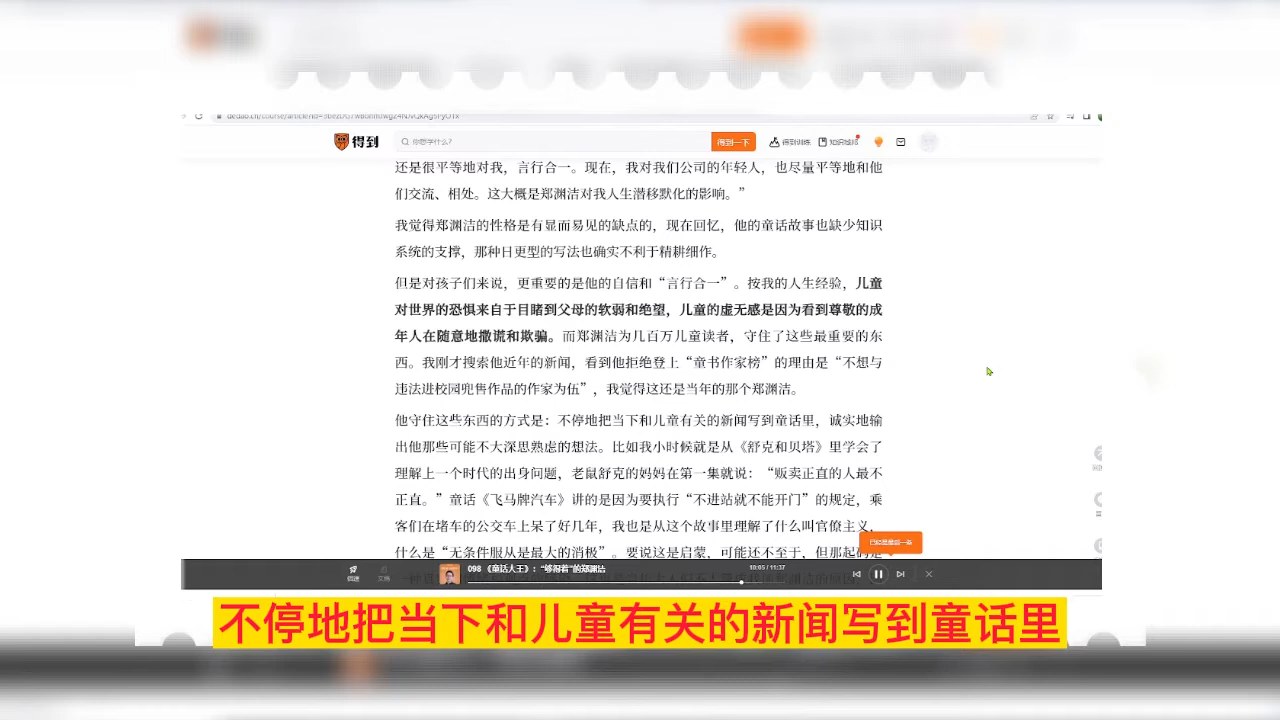 得到
你想学什么?
得到一下
得到训练
知识城邦
还是很平等地对我，言行合一。现在，我对我们公司的年轻人，也尽量平等地和他
们交流、相处。这大概是郑渊洁对我人生潜移默化的影响。”
我觉得郑渊洁的性格是有显而易见的缺点的，现在回忆，他的童话故事也缺少知识
系统的支撑，那种日更型的写法也确实不利于精耕细作。
但是对孩子们来说，更重要的是他的自信和“言行合一”。按我的人生经验，儿童
对世界的恐惧来自于目睹到父母的软弱和绝望，儿童的虚无感是因为看到尊敬的成
年人在随意地撒谎和欺骗。而郑渊洁为几百万儿童读者，守住了这些最重要的东
西。我刚才搜索他近年的新闻，看到他拒绝登上“童书作家榜”的理由是“不想与
违法进校园兜售作品的作家为伍”，我觉得这还是当年的那个郑渊洁。
他守住这些东西的方式是：不停地把当下和儿童有关的新闻写到童话里，诚实地输
出他那些可能不大深思熟虑的想法。比如我小时候就是从《舒克和贝塔》里学会了
理解上一个时代的出身问题，老鼠舒克的妈妈在第一集就说：“贩卖正直的人最不
正直。”童话《飞马牌汽车》讲的是因为要执行“不进站就不能开门”的规定，乘
客们在堵车的公交车上呆了好几年，我也是从这个故事里理解了什么叫官僚主义，
什么是“无条件服从是最大的消极”。要说这是启蒙，可能还不至于，但那起码是
倍速
文稿
098 《童话大王》：“够润着”的郑渊洁
10:05 / 11:37
不停地把当下和儿童有关的新闻写到童话里